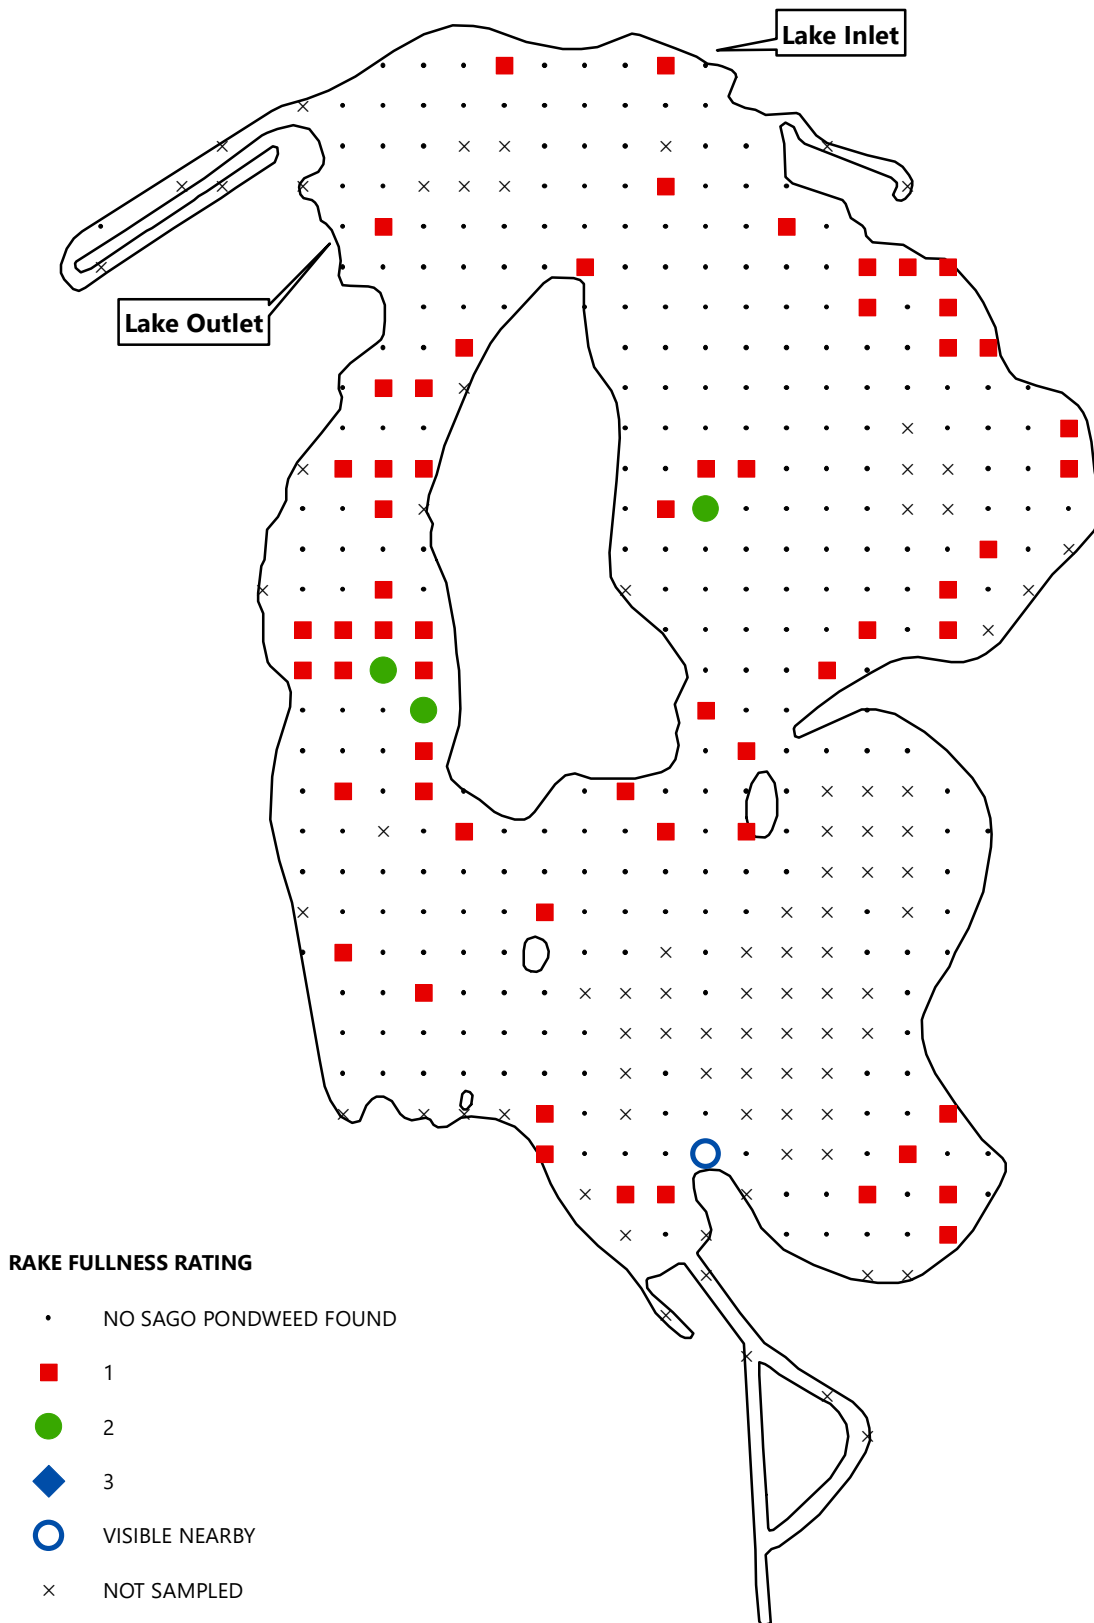 Lake Inlet
Lake Outlet
RAKE FULLNESS RATING
NO SAGO PONDWEED FOUND
1
2
3
VISIBLE NEARBY
NOT SAMPLED